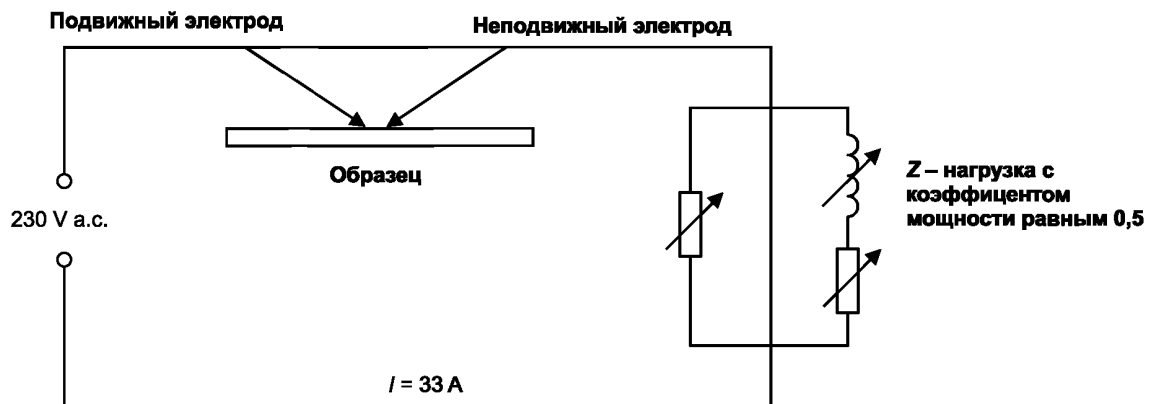 Подвижный электрод
Неподвижный электрод
Образец
230 V a.c.
Z – нагрузка с
коэффицентом
мощности равным 0,5
I = 33 A